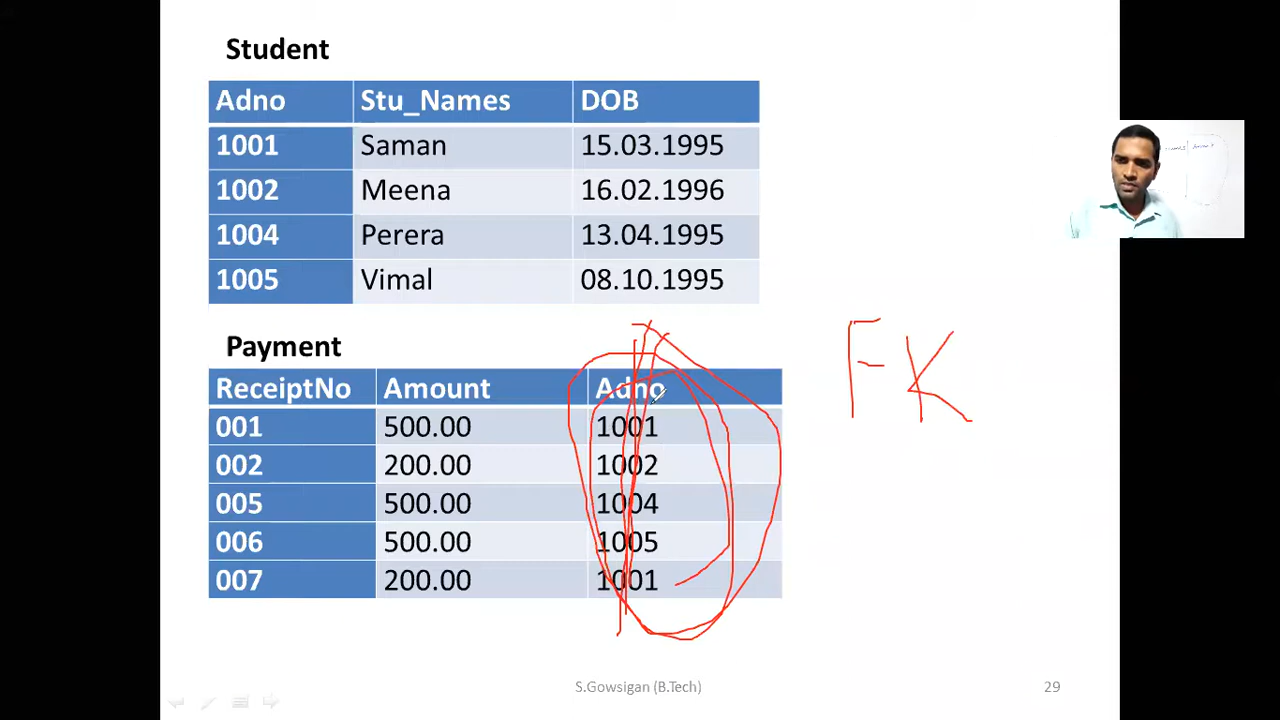 Student
Adno Stu_Names DOB
1001 Saman 15.03.1995
1002 Meena 16.02.1996
1004 Perera 13.04.1995
1005 Vimal 08.10.1995
Payment
ReceiptNo Amount Adno
001 500.00 1001
002 200.00 1002
005 500.00 1004
006 500.00 1005
007 200.00 1001
FK
S.Gowsigan (B.Tech)
29